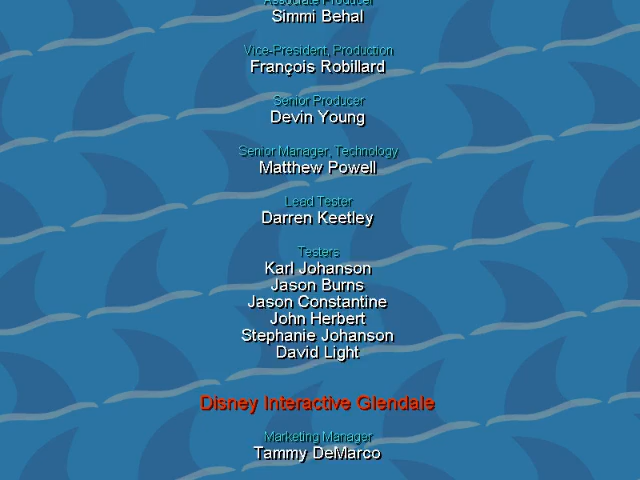 Associate Producer
Simmi Behal
Vice-President, Production
François Robillard
Senior Producer
Devin Young
Senior Manager, Technology
Matthew Powell
Lead Tester
Darren Keetley
Testers
Karl Johanson
Jason Burns
Jason Constantine
John Herbert
Stephanie Johanson
David Light
Disney Interactive Glendale
Marketing Manager
Tammy DeMarco